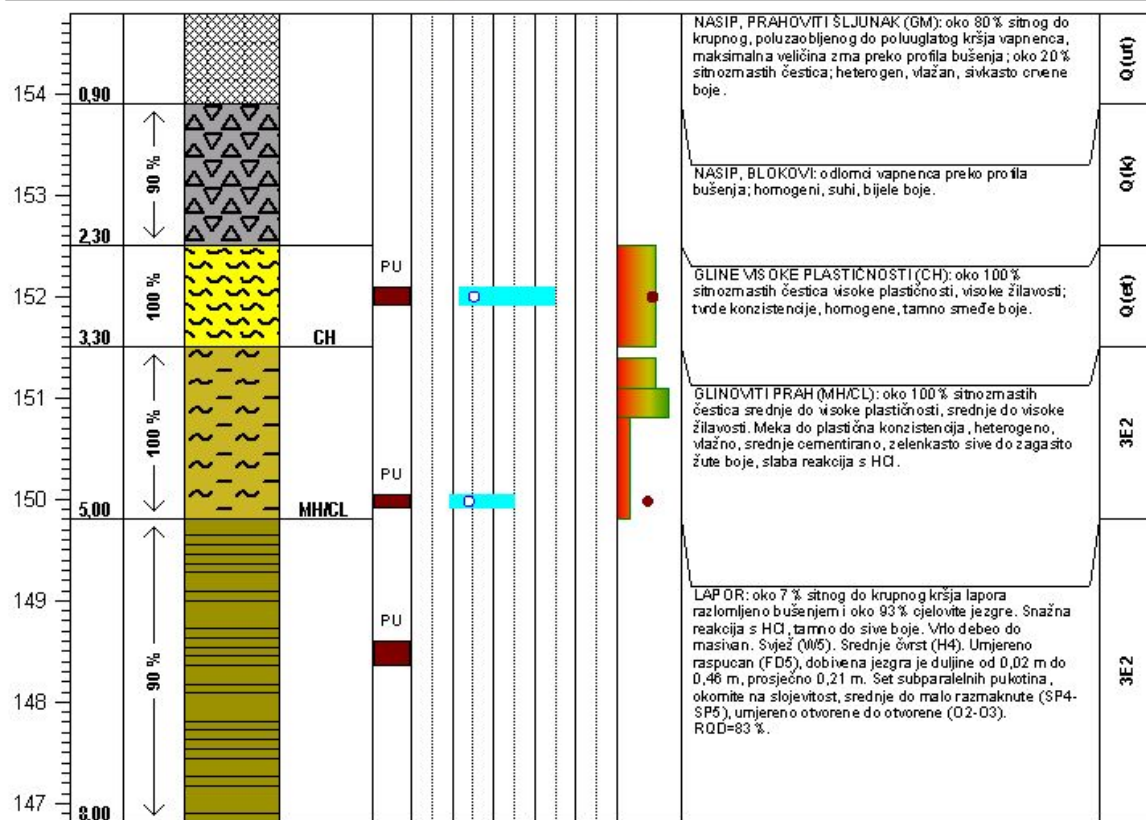 NASIP, PRAHOVITI ŠLJUNAK (GM): oko 80% sitnog do
krupnog, poluzaobljenog do poluuglatog kršja vapnenca,
maksimalna veličina zrna preko profila bušenja; oko 20%
sitnozrnastih čestica; heterogen, vlažan, sivkasto crvene
boje.
Q(ut)
154
0,90
90 %
153
NASIP, BLOKOVI: odlomci vapnenca preko profila
bušenja; homogeni, suhi, bijele boje.
Q(k)
2,30
PU
152
100 %
GLINE VISOKE PLASTIČNOSTI (CH): oko 100%
sitnozrnastih čestica visoke plastičnosti, visoke žilavosti;
tvrde konzistencije, homogene, tamno smeđe boje.
Q(et)
3,30
CH
151
100 %
GLINOVITI PRAH (MH/CL): oko 100% sitnozrnastih
čestica srednje do visoke plastičnosti, srednje do visoke
žilavosti. Meka do plastična konzistencija, heterogeno,
vlažno, srednje cementirano, zelenkasto sive do zagasito
žute boje, slaba reakcija s HCl.
3E2
PU
150
5,00
MH/CL
149
PU
90 %
LAPOR: oko 7 % sitnog do krupnog kršja lapora
razlomljeno bušenjem i oko 93% cjelovite jezgre. Snažna
reakcija s HCl, tamno do sive boje. Vrlo debeo do
masivan. Svjež (W5). Srednje čvrst (H4). Umjereno
raspucan (FD5), dobivena jezgra je duljine od 0,02 m do
0,46 m, prosječno 0,21 m. Set subparalelnih pukotina,
okomite na slojevitost, srednje do malo razmaknute (SP4-
SP5), umjereno otvorene do otvorene (O2-O3).
RQD=83 %.
3E2
148
147
8,00